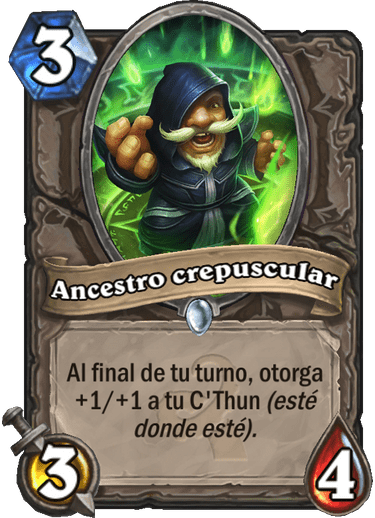 3
Ancestro crepuscular
Al final de tu turno, otorga
+1/+1 a tu C'Thun (esté
donde esté).
3
4